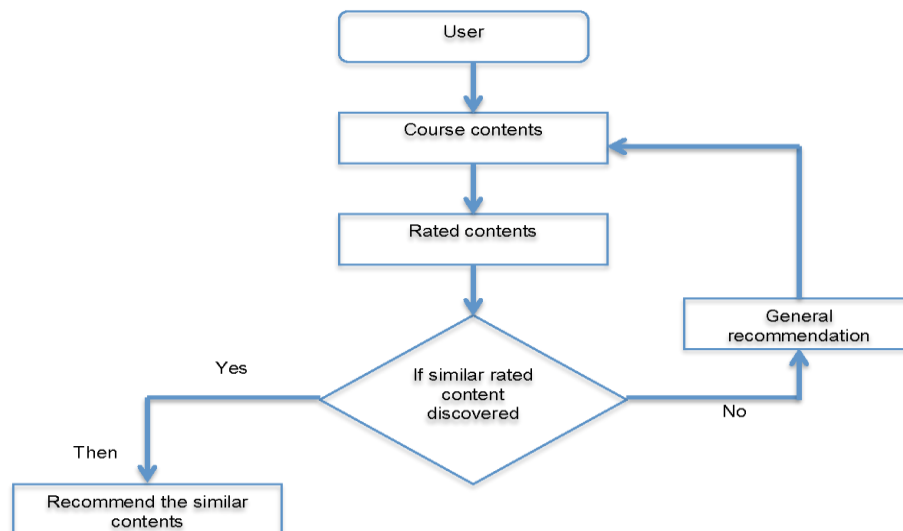 User
Course contents
Rated contents
General
recommendation
If similar rated
content
discovered
Yes
No
Then
Recommend the similar
contents